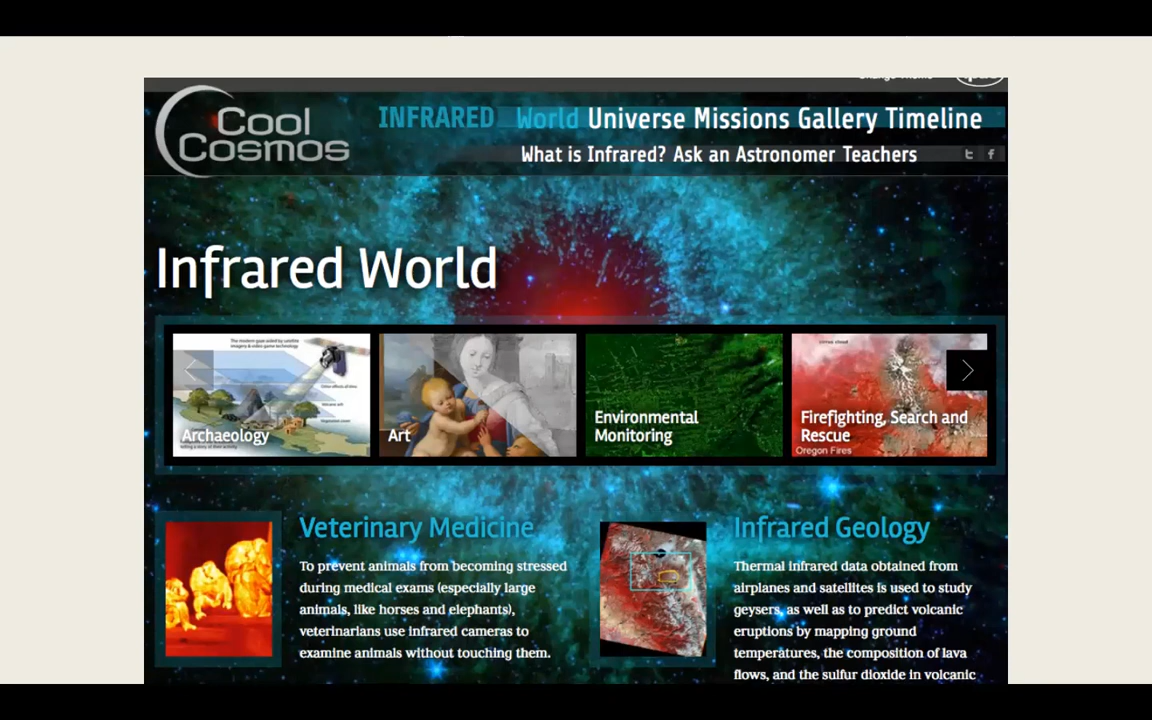 Cool
Cosmos
INFRARED World Universe Missions Gallery Timeline
What is Infrared? Ask an Astronomer Teachers
Infrared World
Archaeology
Art
Environmental
Monitoring
Firefighting, Search and
Rescue
Oregon Fires
Veterinary Medicine
To prevent animals from becoming stressed
during medical exams (especially large
animals, like horses and elephants),
veterinarians use infrared cameras to
examine animals without touching them.
Infrared Geology
Thermal infrared data obtained from
airplanes and satellites is used to study
geysers, as well as to predict volcanic
eruptions by mapping ground
temperatures, the composition of lava
flows, and the sulfur dioxide in volcanic